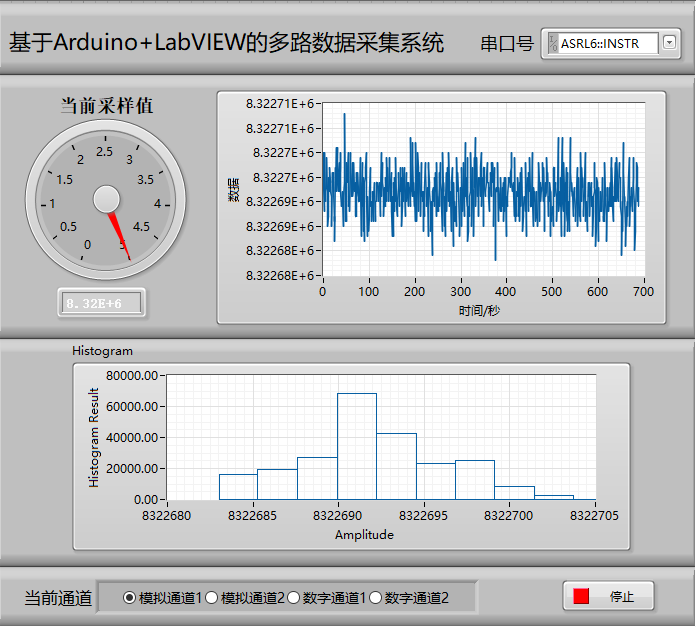 基于Arduino+LabVIEW的多路数据采集系统
串口号 ASRL6::INSTR
当前采样值
0 0.5 1 1.5 2 2.5 3 3.5 4 4.5 5
8.32E+6
数据
8.32271E+6
8.32271E+6
8.3227E+6
8.3227E+6
8.32269E+6
8.32269E+6
8.32268E+6
8.32268E+6
0 100 200 300 400 500 600 700
时间/秒
Histogram
Histogram Result
80000.00
60000.00
40000.00
20000.00
0.00
8322680 8322685 8322690 8322695 8322700 8322705
Amplitude
当前通道 模拟通道1 模拟通道2 数字通道1 数字通道2
停止